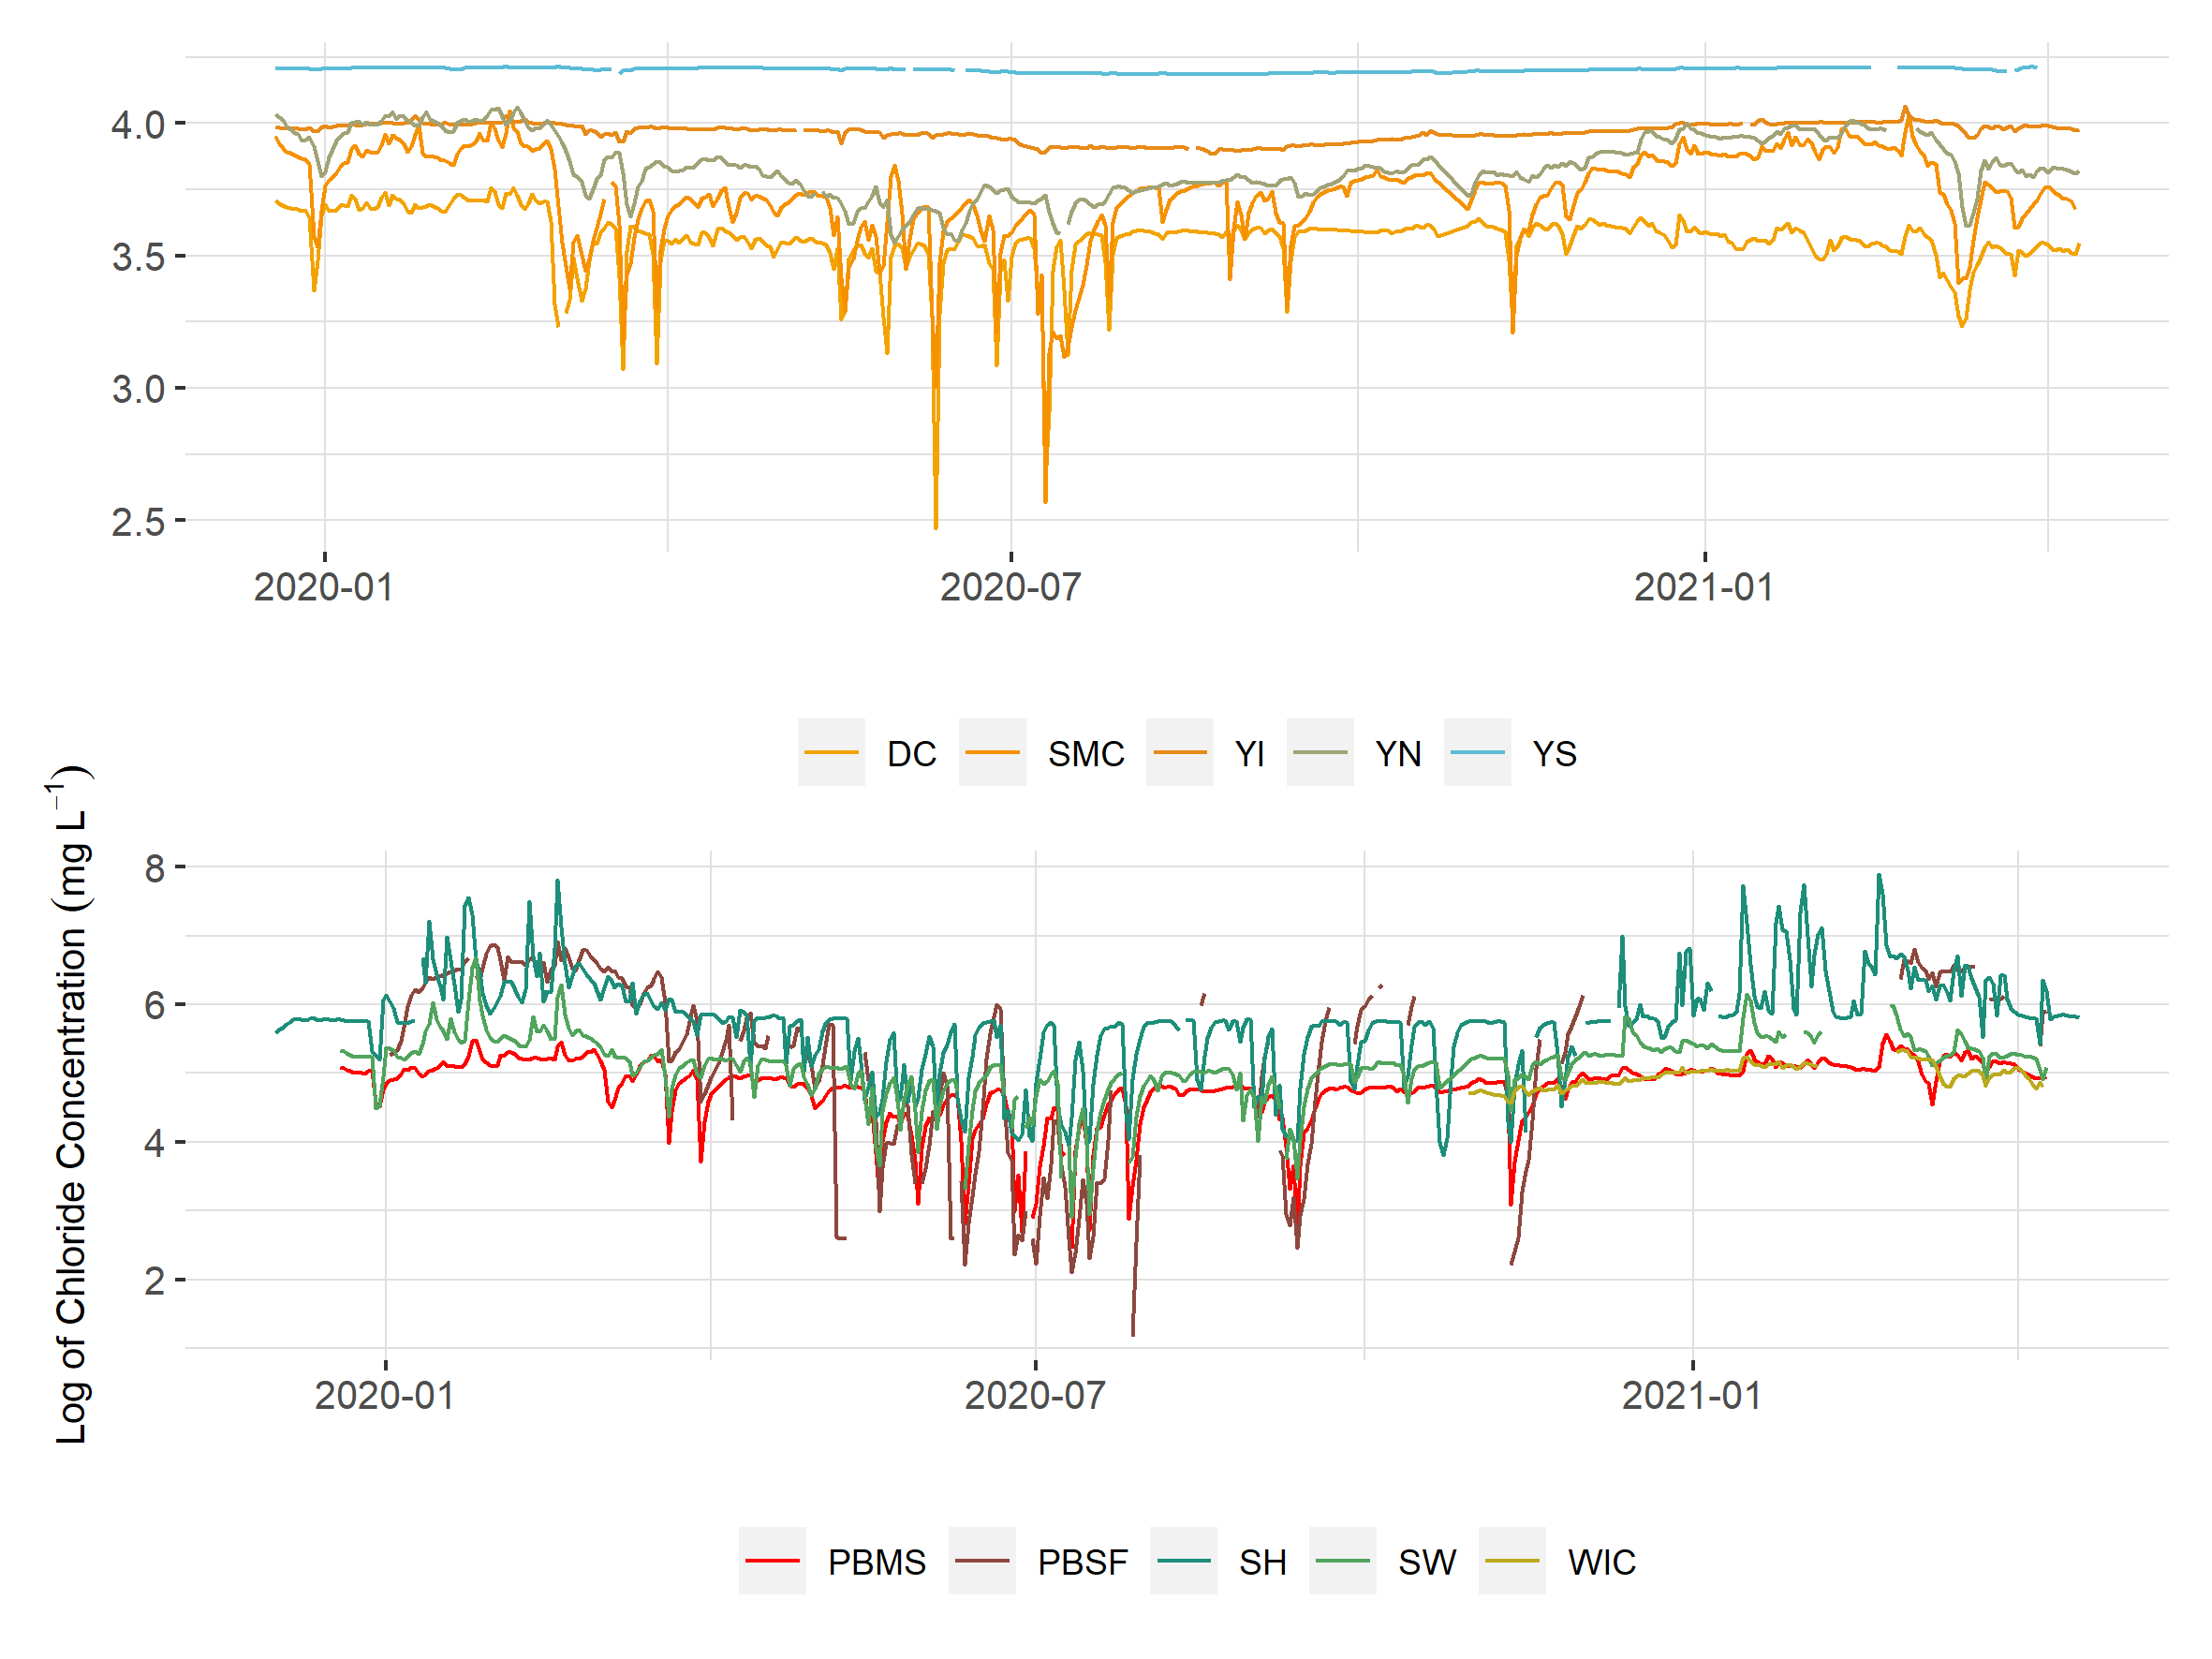 4.0
3.5
3.0
2.5
2020-01 2020-07 2021-01
DC SMC YI YN YS
Log of Chloride Concentration (mg L⁻¹)
8
6
4
2
2020-01 2020-07 2021-01
PBMS PBSF SH SW WIC